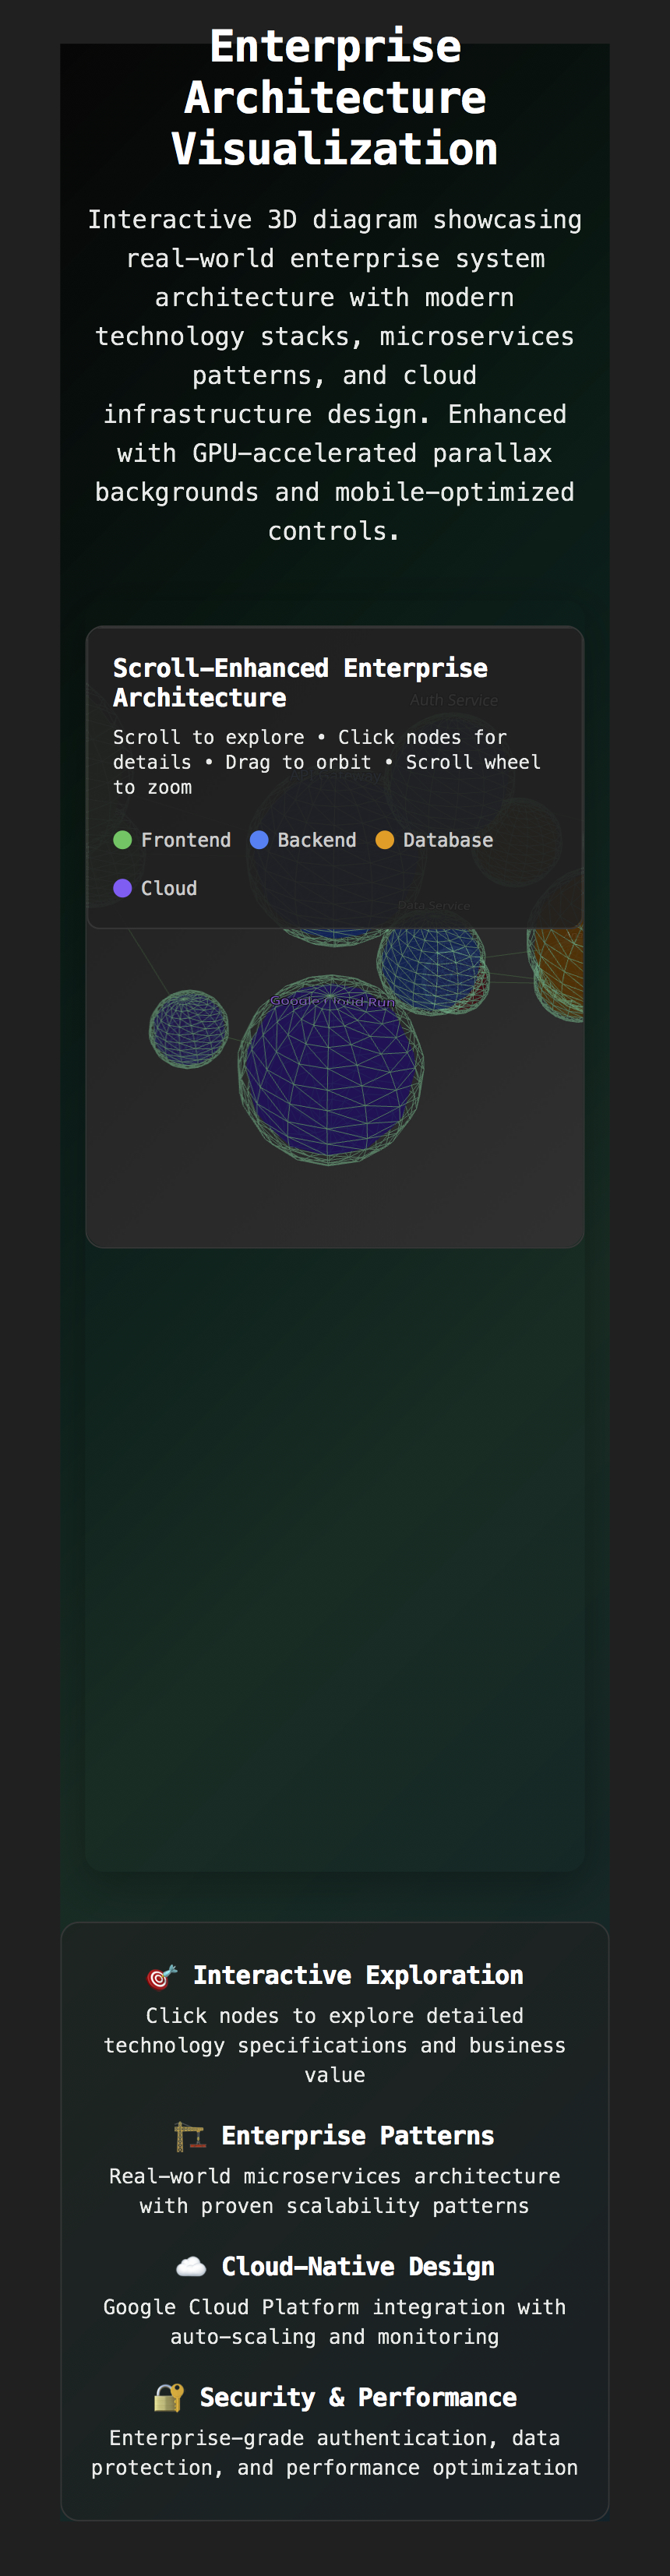 Enterprise
Architecture
Visualization
Interactive 3D diagram showcasing
real-world enterprise system
architecture with modern
technology stacks, microservices
patterns, and cloud
infrastructure design. Enhanced
with GPU-accelerated parallax
backgrounds and mobile-optimized
controls.
Scroll-Enhanced Enterprise
Architecture
Auth Service
Scroll to explore • Click nodes for
details • Drag to orbit • Scroll wheel
to zoom
Frontend Backend Database
Cloud
Data Service
Google Cloud Run
🎯 Interactive Exploration
Click nodes to explore detailed
technology specifications and business
value
🏗️ Enterprise Patterns
Real-world microservices architecture
with proven scalability patterns
☁️ Cloud-Native Design
Google Cloud Platform integration with
auto-scaling and monitoring
🔐 Security & Performance
Enterprise-grade authentication, data
protection, and performance optimization